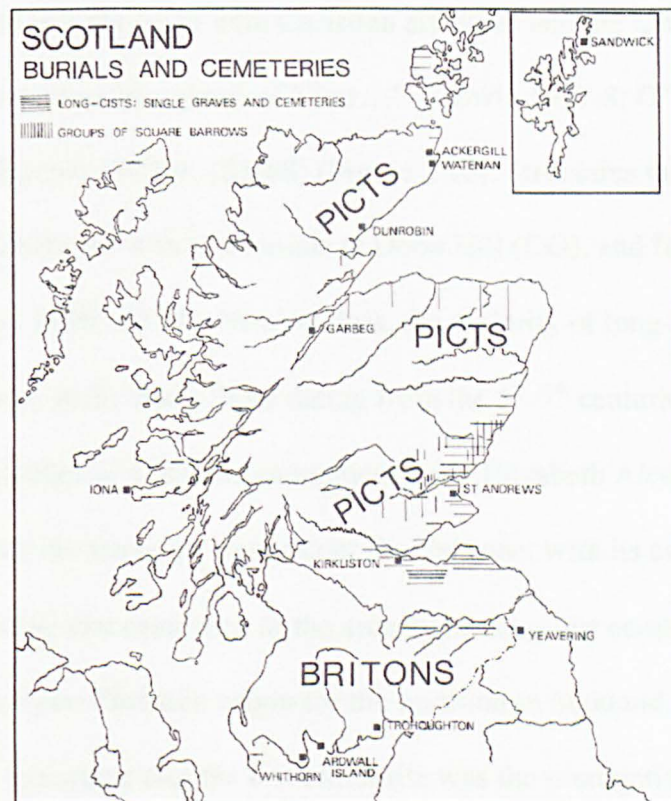 SCOTLAND
BURIALS AND CEMETERIES
LONG-CISTS: SINGLE GRAVES AND CEMETERIES
GROUPS OF SQUARE BARROWS
SANDWICK
ACKERGILL
WATENAN
PICTS
DUNROBIN
GARBEG
PICTS
PICTS
IONA
ST ANDREWS
KIRKLISTON
YEAVERING
BRITONS
TROHOUGHTON
ARDWALL
ISLAND
WHITHORN